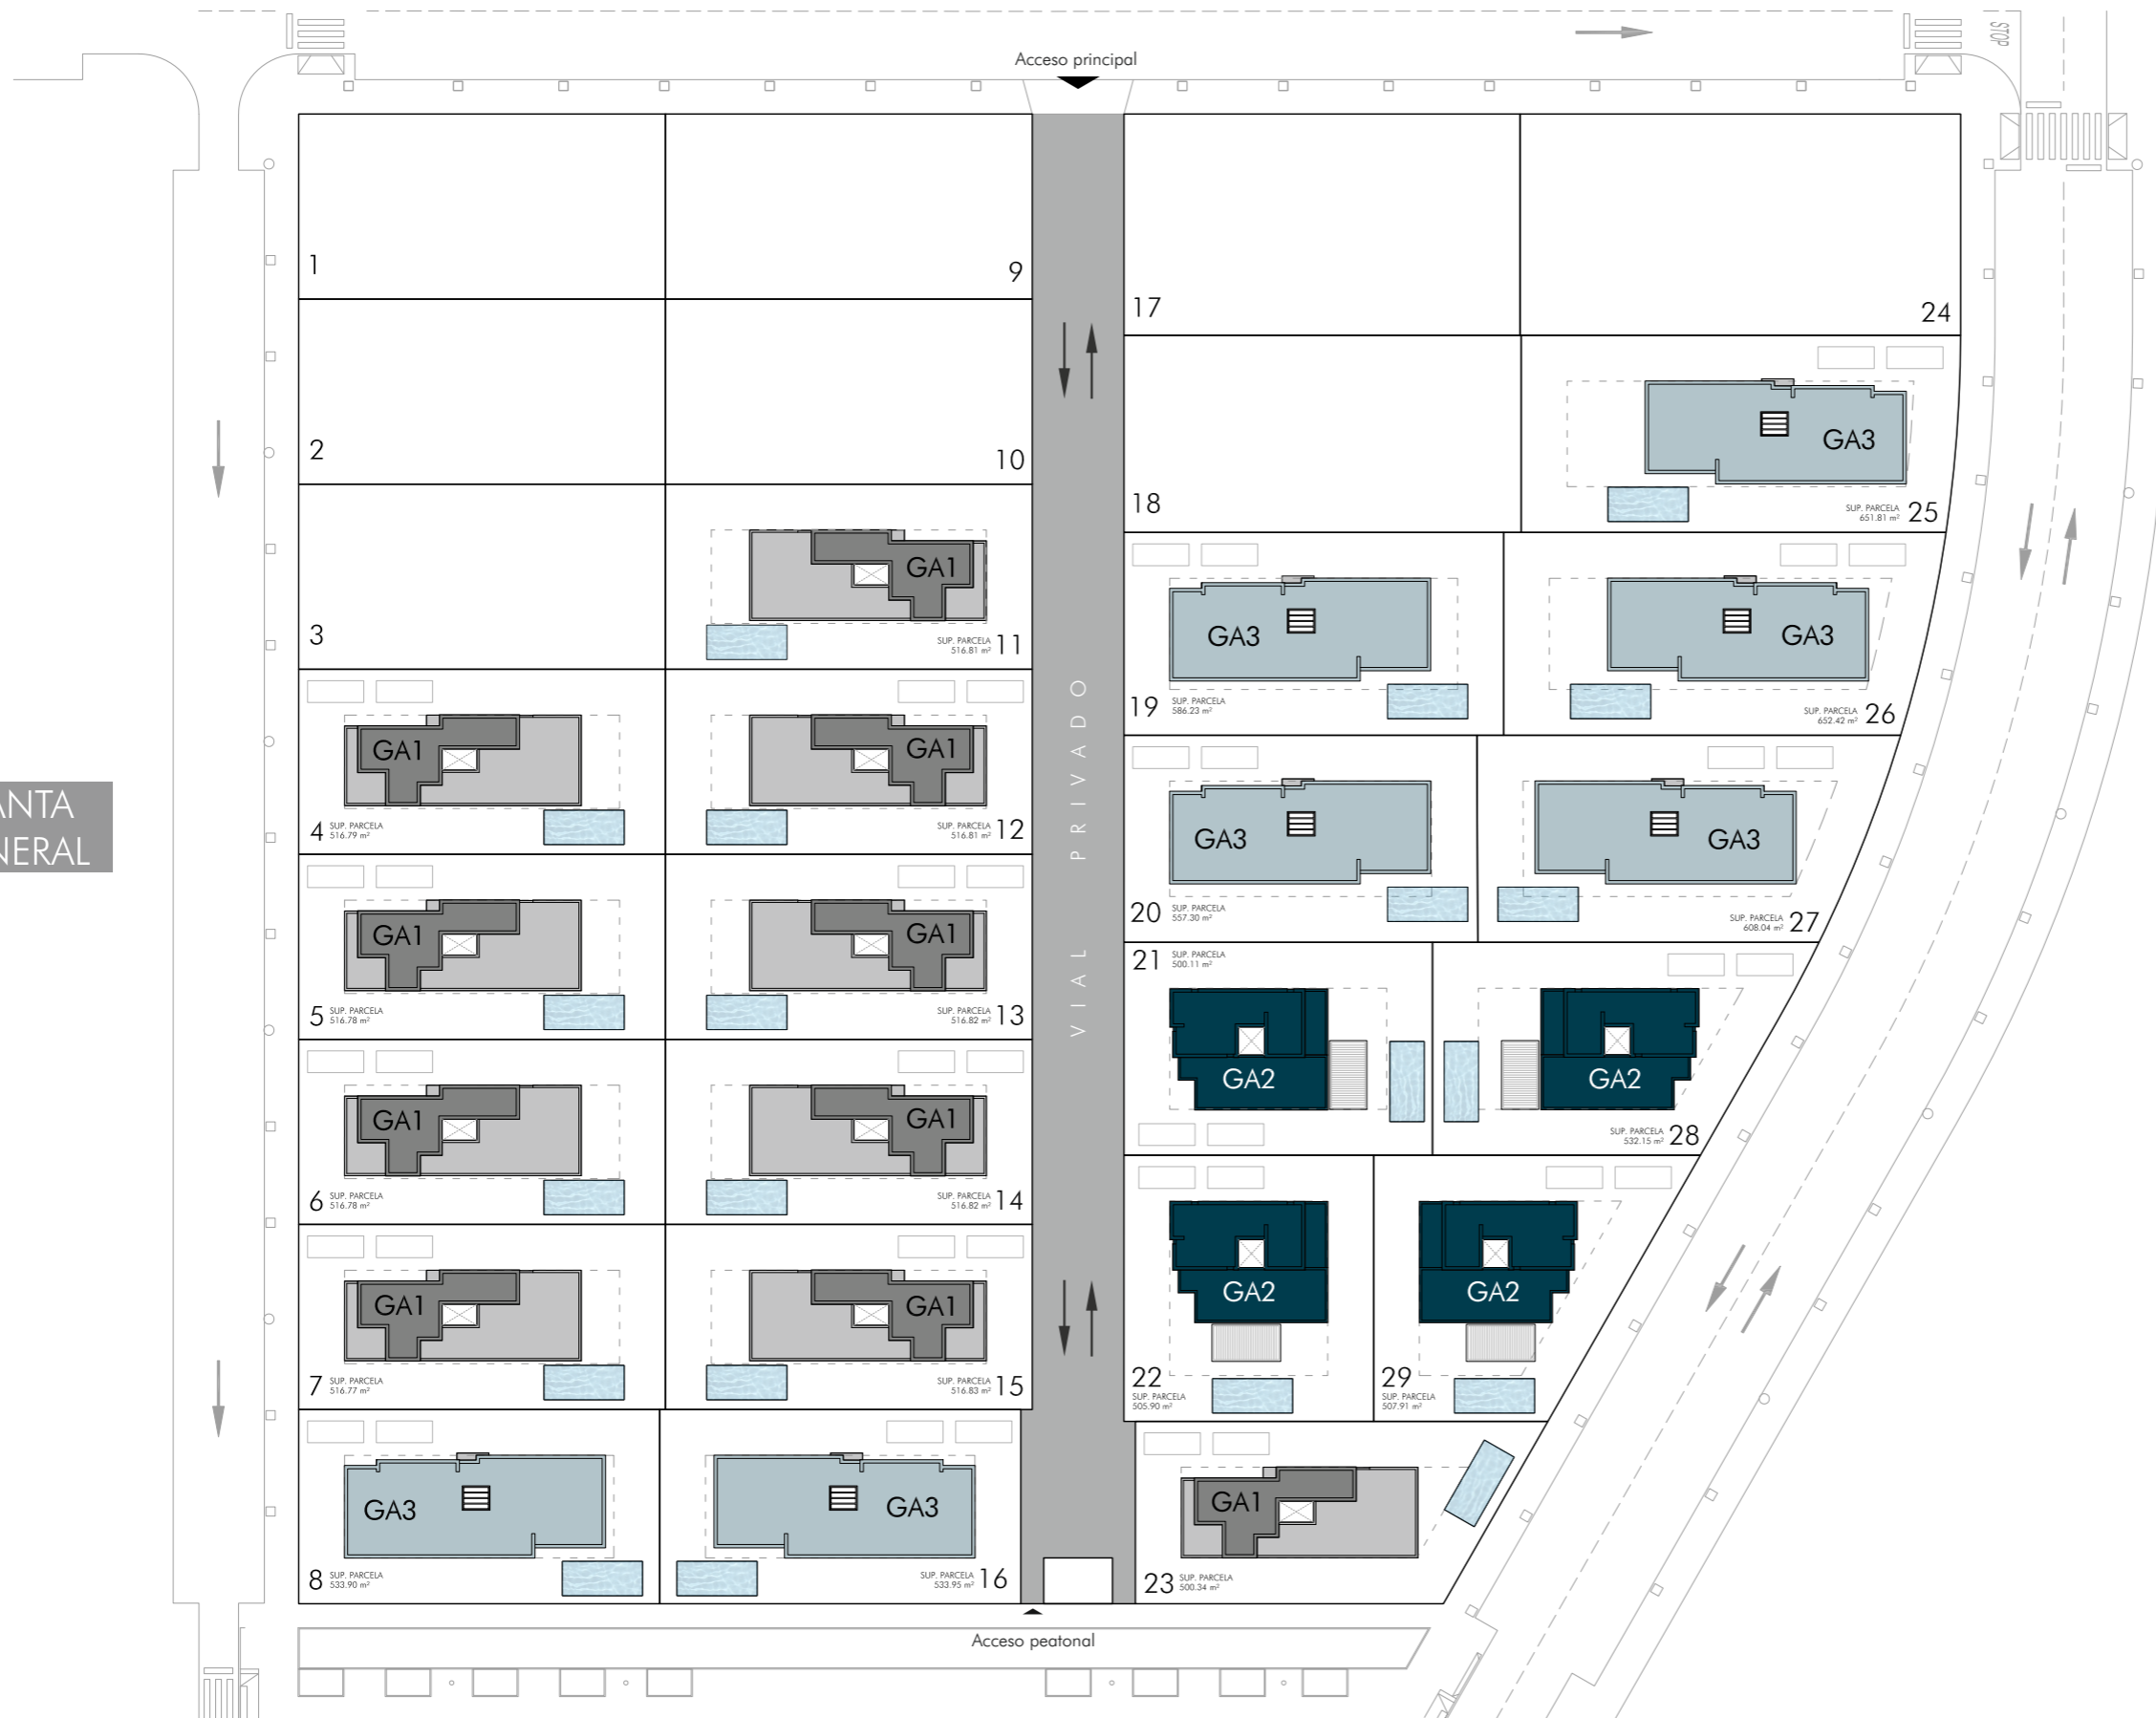 Acceso principal
STOP
1
9
17
24
2
10
18
GA3
SUP. PARCELA
651.81 m²
25
3
GA1
SUP. PARCELA
516.81 m²
11
GA3
19
SUP. PARCELA
586.23 m²
GA3
SUP. PARCELA
652.42 m²
26
GA1
4
SUP. PARCELA
516.79 m²
GA1
SUP. PARCELA
516.81 m²
12
VIAL PRIVADO
GA3
20
SUP. PARCELA
557.30 m²
GA3
SUP. PARCELA
608.04 m²
27
ANTA
NERAL
GA1
5
SUP. PARCELA
516.78 m²
GA1
SUP. PARCELA
516.82 m²
13
21
SUP. PARCELA
500.11 m²
GA2
GA2
SUP. PARCELA
532.15 m²
28
GA1
6
SUP. PARCELA
516.78 m²
GA1
SUP. PARCELA
516.82 m²
14
GA2
22
SUP. PARCELA
505.90 m²
GA2
29
SUP. PARCELA
507.91 m²
GA1
7
SUP. PARCELA
516.77 m²
GA1
SUP. PARCELA
516.83 m²
15
GA3
8
SUP. PARCELA
533.90 m²
GA3
SUP. PARCELA
533.95 m²
16
GA1
23
SUP. PARCELA
500.34 m²
Acceso peatonal